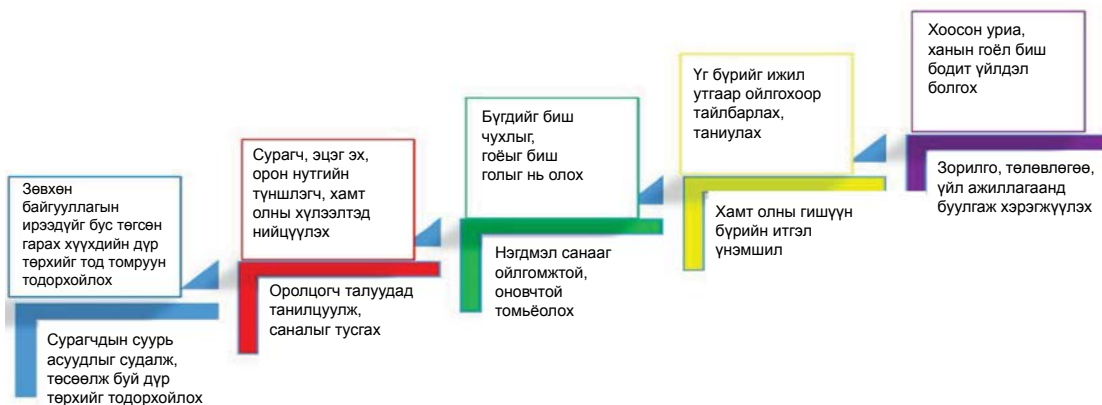 Зөвхөн
байгууллагын
ирээдүйг бус төгсөн
гарах хүүхдийн дүр
төрхийг тод томруун
тодорхойлох
Сурагчдын суурь
асуудлыг судалж,
төсөөлж буй дүр
төрхийг тодорхойлох
Сурагч, эцэг эх,
орон нутгийн
түншлэгч, хамт
олны хүлээлтэд
нийцүүлэх
Оролцогч талуудад
танилцуулж,
саналыг тусгах
Бүгдийг биш
чухлыг,
гоёыг биш
голыг нь олох
Нэгдмэл санааг
ойлгомжтой,
оновчтой
томьёолох
Үг бүрийг ижил
утгаар ойлгохоор
тайлбарлах,
таниулах
Хамт олны гишүүн
бүрийн итгэл
үнэмшил
Хоосон уриа,
ханын гоёл биш
бодит үйлдэл
болгох
Зорилго, төлөвлөгөө,
үйл ажиллагаанд
буулгаж хэрэгжүүлэх